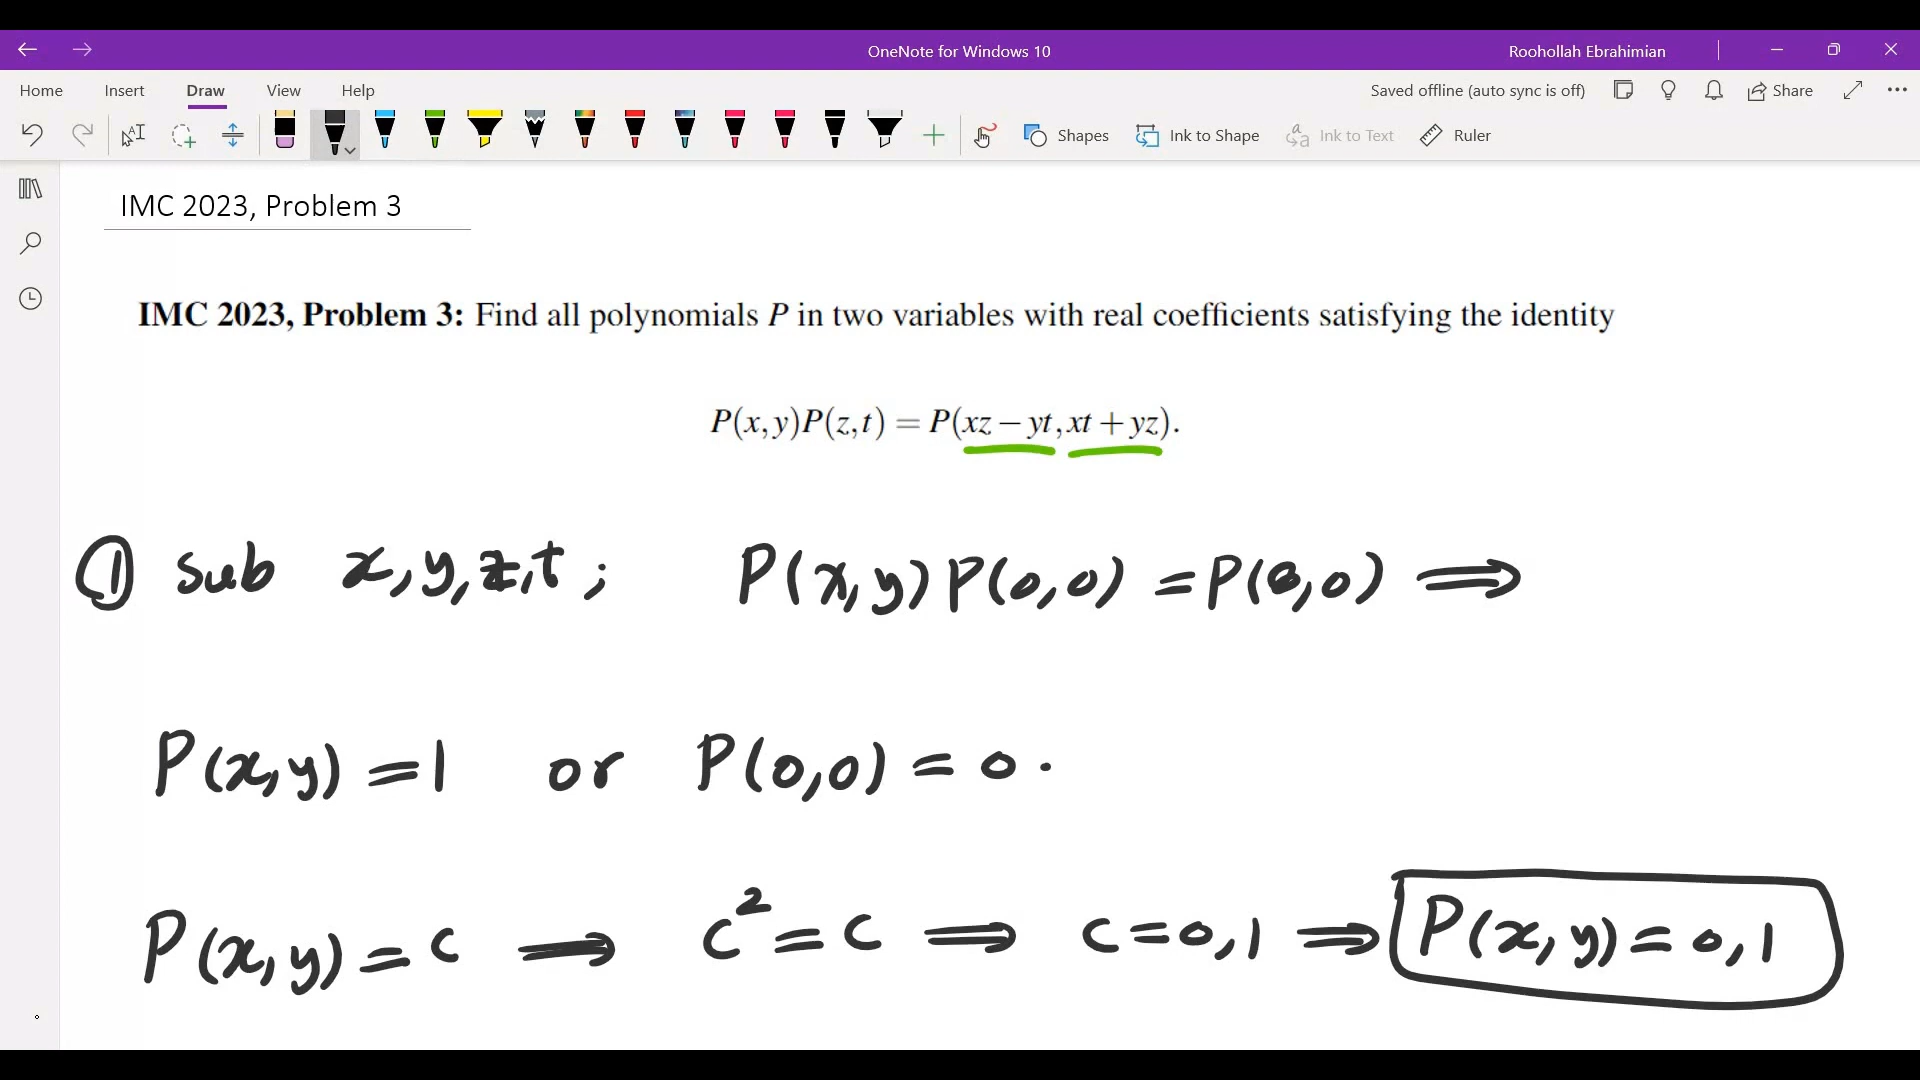 OneNote for Windows 10
Roohollah Ebrahimian
Home Insert Draw View Help
Saved offline (auto sync is off)
Share
Shapes
Ink to Shape
Ink to Text
Ruler
IMC 2023, Problem 3
IMC 2023, Problem 3: Find all polynomials P in two variables with real coefficients satisfying the identity
P(x,y)P(z,t) = P(xz − yt, xt + yz).
① sub x,y,z,t ; P(x,y)P(0,0) = P(0,0) ⟹
P(x,y) = 1 or P(0,0) = 0.
P(x,y) = c ⟹ c² = c ⟹ c = 0,1 ⟹ P(x,y) = 0,1